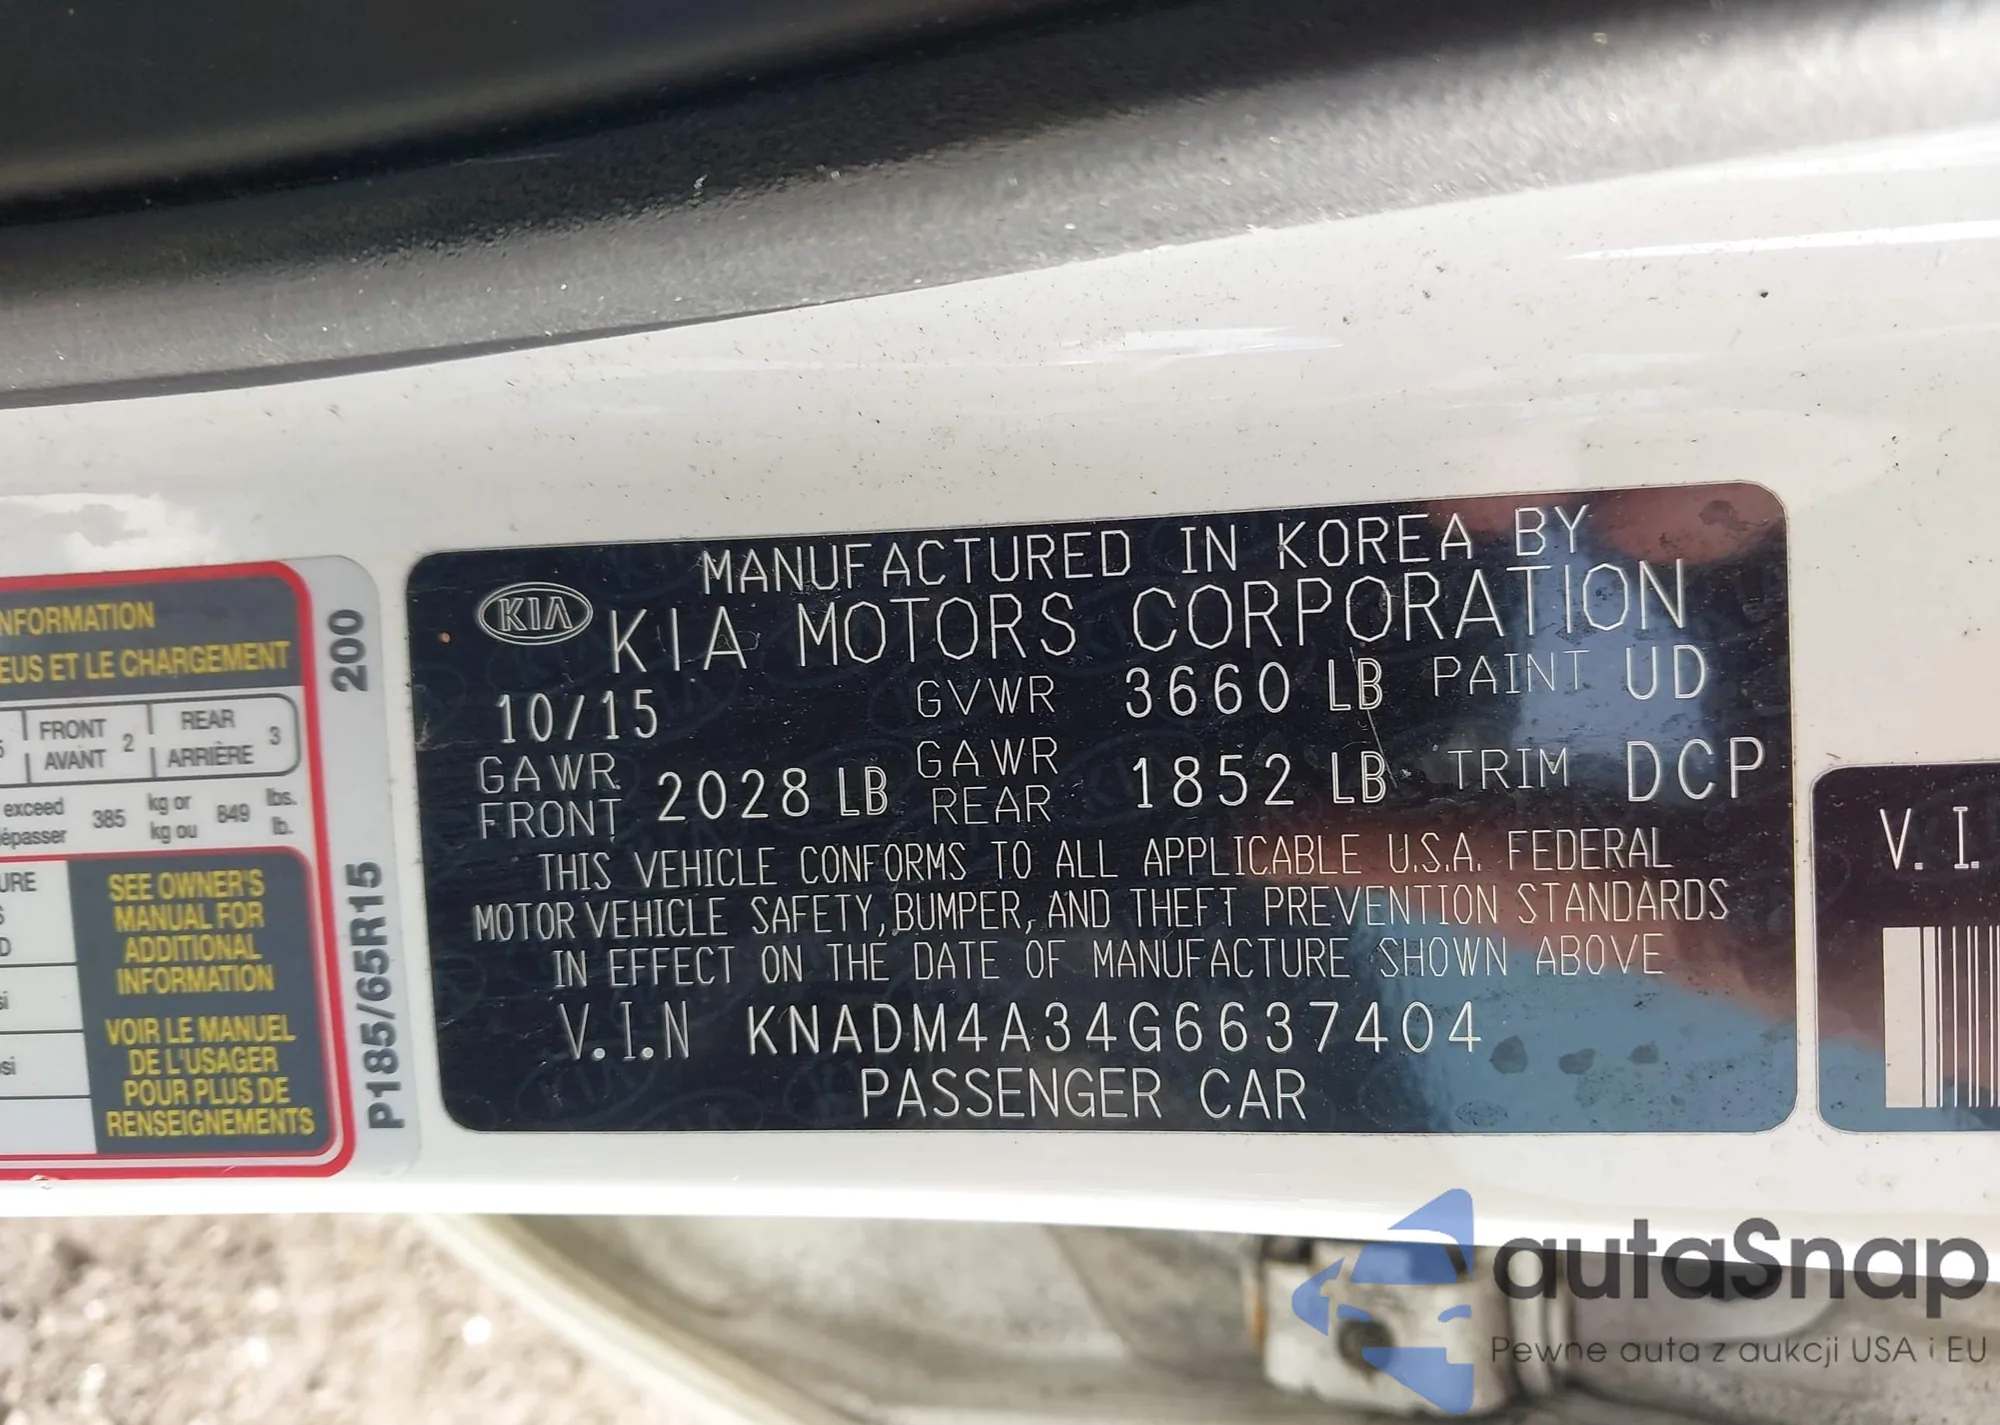 NFORMATION
EUS ET LE CHARGEMENT
FRONT
AVANT
2
REAR
ARRIÈRE
3
exceed
385
kg or
849
lbs.
kg ou
lb.
SEE OWNER'S
MANUAL FOR
ADDITIONAL
INFORMATION
VOIR LE MANUEL
DE L'USAGER
POUR PLUS DE
RENSEIGNEMENTS
200
P185/65R15
KIA
MANUFACTURED IN KOREA BY
KIA MOTORS CORPORATION
10/15 GVWR 3660 LB PAINT UD
GAWR FRONT 2028 LB GAWR REAR 1852 LB TRIM DCP
THIS VEHICLE CONFORMS TO ALL APPLICABLE U.S.A. FEDERAL
MOTOR VEHICLE SAFETY, BUMPER, AND THEFT PREVENTION STANDARDS
IN EFFECT ON THE DATE OF MANUFACTURE SHOWN ABOVE
V.I.N KNADM4A34G6637404
PASSENGER CAR
V.I.
autaSnap
Pewne auta z aukcji USA i EU